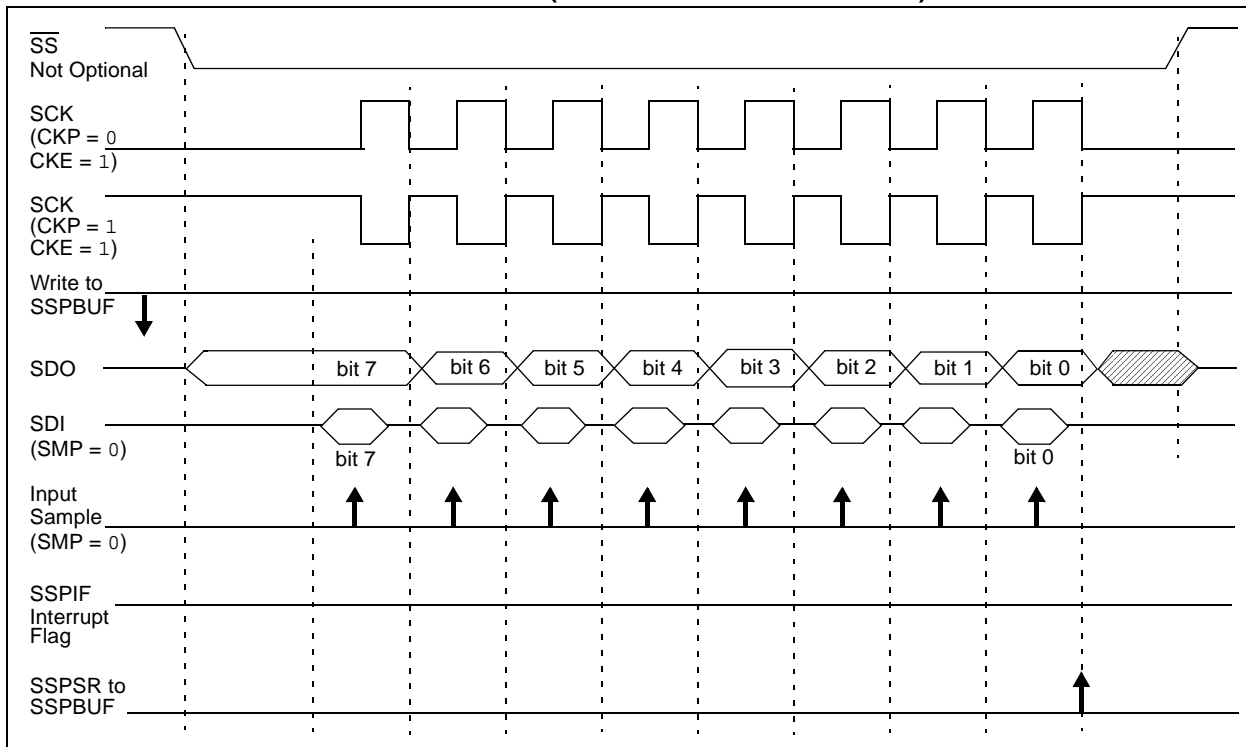 SS
Not Optional
SCK
(CKP = 0
CKE = 1)
SCK
(CKP = 1
CKE = 1)
Write to
SSPBUF
SDO
bit 7 bit 6 bit 5 bit 4 bit 3 bit 2 bit 1 bit 0
SDI
(SMP = 0)
bit 7 bit 0
Input
Sample
(SMP = 0)
SSPIF
Interrupt
Flag
SSPSR to
SSPBUF